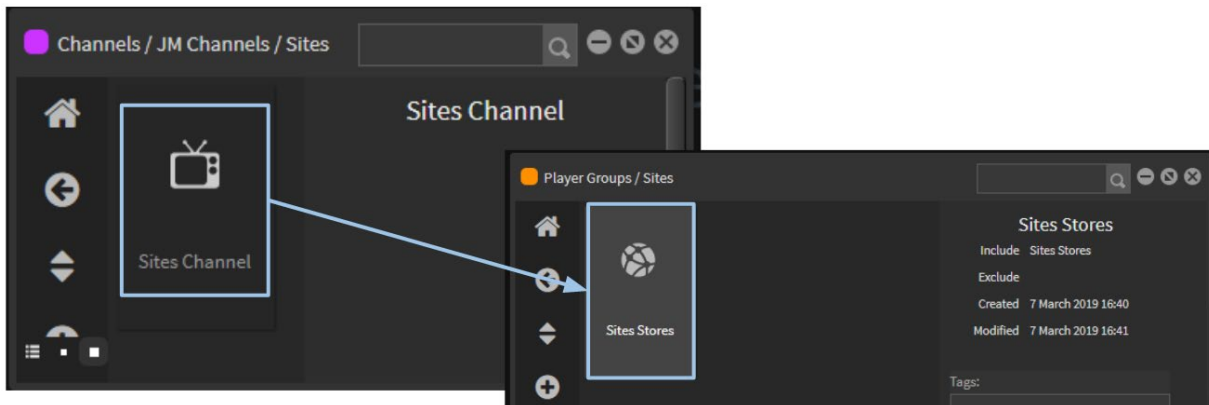 Channels / JM Channels / Sites
Sites Channel
Sites Channel
Player Groups / Sites
Sites Stores
Include Sites Stores
Exclude
Created 7 March 2019 16:40
Modified 7 March 2019 16:41
Sites Stores
Tags: